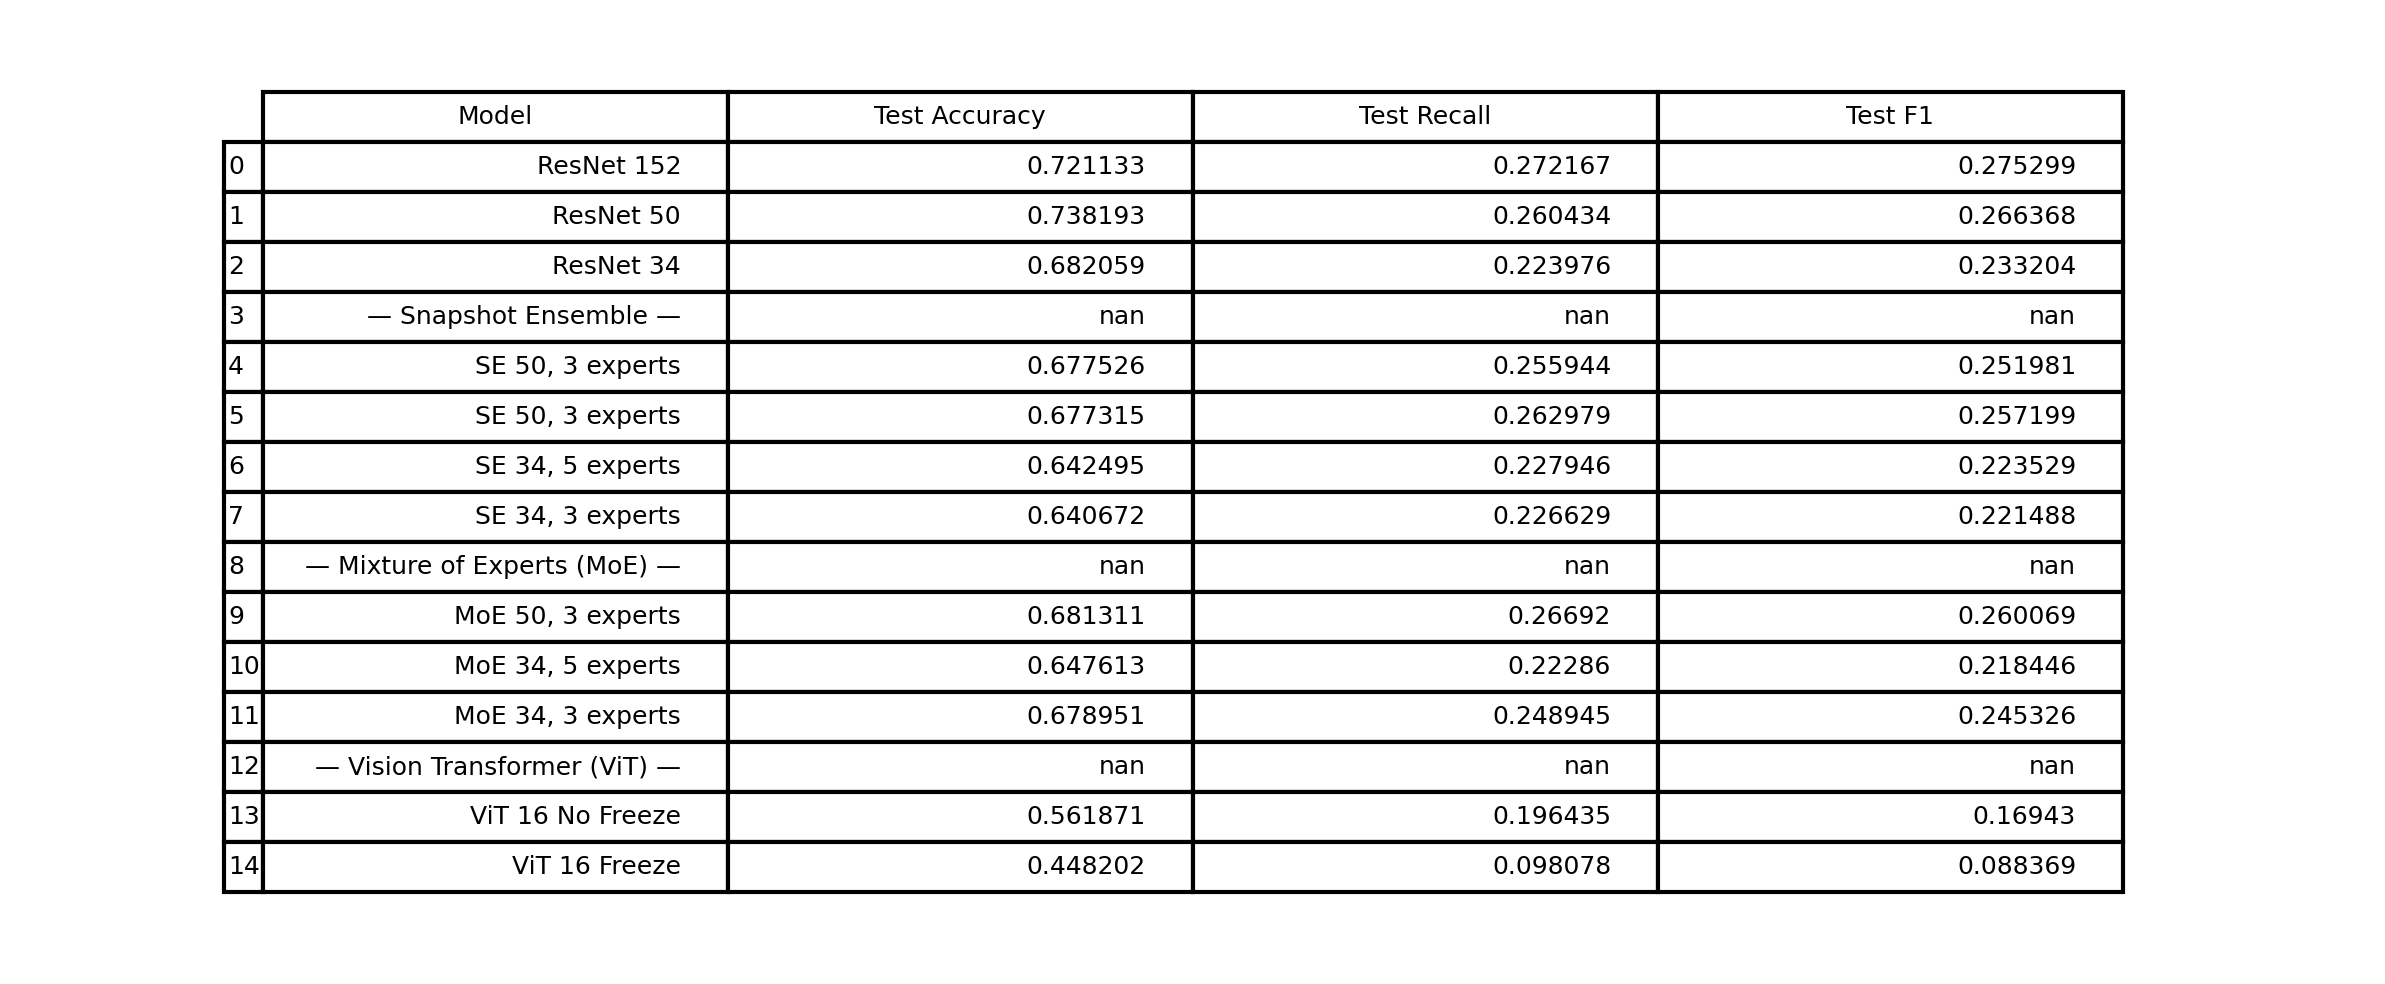 Model Test Accuracy Test Recall Test F1
0 ResNet 152 0.721133 0.272167 0.275299
1 ResNet 50 0.738193 0.260434 0.266368
2 ResNet 34 0.682059 0.223976 0.233204
3 — Snapshot Ensemble — nan nan nan
4 SE 50, 3 experts 0.677526 0.255944 0.251981
5 SE 50, 3 experts 0.677315 0.262979 0.257199
6 SE 34, 5 experts 0.642495 0.227946 0.223529
7 SE 34, 3 experts 0.640672 0.226629 0.221488
8 — Mixture of Experts (MoE) — nan nan nan
9 MoE 50, 3 experts 0.681311 0.26692 0.260069
10 MoE 34, 5 experts 0.647613 0.22286 0.218446
11 MoE 34, 3 experts 0.678951 0.248945 0.245326
12 — Vision Transformer (ViT) — nan nan nan
13 ViT 16 No Freeze 0.561871 0.196435 0.16943
14 ViT 16 Freeze 0.448202 0.098078 0.088369